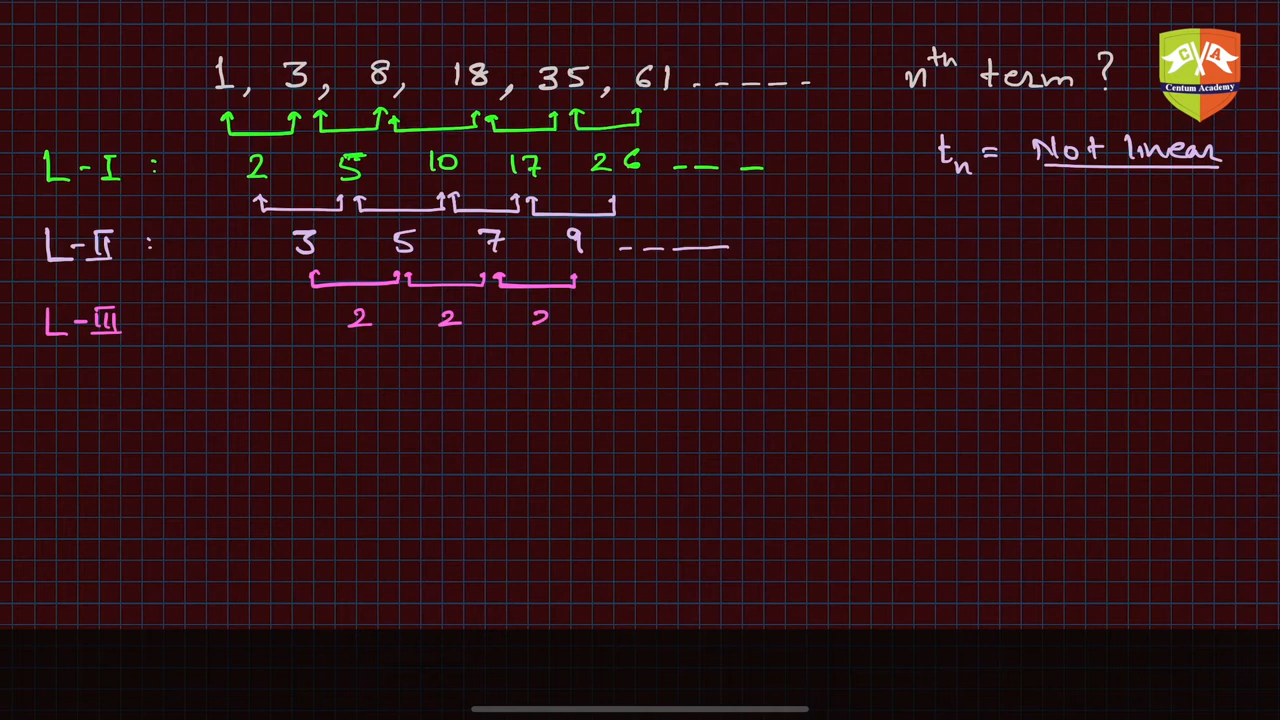 1, 3, 8, 18, 35, 61 ----- nth term?
tn = Not linear
L-I : 2 5 10 17 26 ----
L-II : 3 5 7 9 ----
L-III 2 2 2
C A
Centum Academy